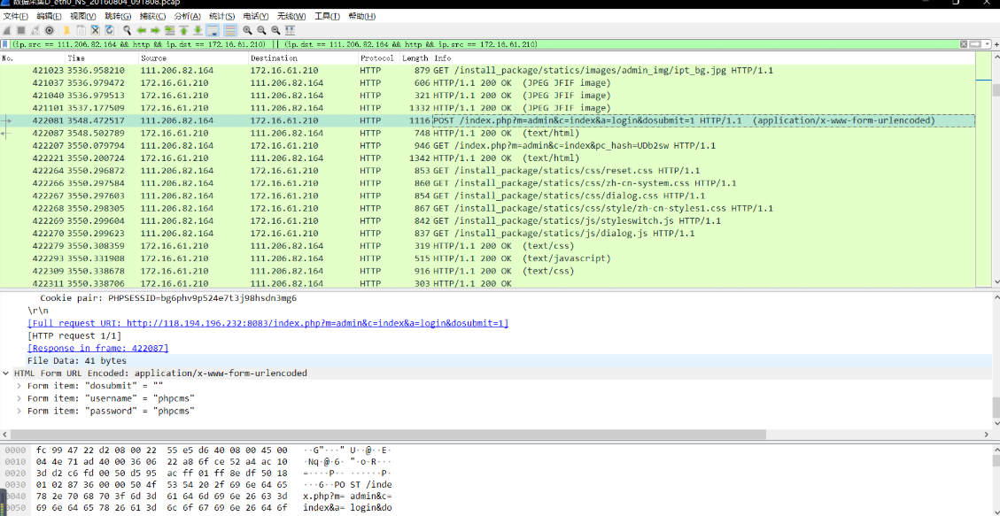 数据采集D_eth0_NS_20160804_091808.pcap
文件(F) 编辑(E) 视图(V) 跳转(G) 捕获(C) 分析(A) 统计(S) 电话(Y) 无线(W) 工具(T) 帮助(H)
(ip.src == 111.206.82.164 && http && ip.dst == 172.16.61.210) || (ip.dst == 111.206.82.164 && http && ip.src == 172.16.61.210)
No. Time Source Destination Protocol Length Info
421023 3536.958210 111.206.82.164 172.16.61.210 HTTP 879 GET /install_package/statics/images/admin_img/ipt_bg.jpg HTTP/1.1
421037 3536.979472 172.16.61.210 111.206.82.164 HTTP 606 HTTP/1.1 200 OK (JPEG JFIF image)
421040 3536.979513 172.16.61.210 111.206.82.164 HTTP 321 HTTP/1.1 200 OK (JPEG JFIF image)
421101 3537.177509 172.16.61.210 111.206.82.164 HTTP 1332 HTTP/1.1 200 OK (JPEG JFIF image)
422081 3548.472517 111.206.82.164 172.16.61.210 HTTP 1116 POST /index.php?m=admin&c=index&a=login&dosubmit=1 HTTP/1.1 (application/x-www-form-urlencoded)
422087 3548.502789 172.16.61.210 111.206.82.164 HTTP 748 HTTP/1.1 200 OK (text/html)
422207 3550.079794 111.206.82.164 172.16.61.210 HTTP 946 GET /index.php?m=admin&c=index&pc_hash=UDb2sw HTTP/1.1
422221 3550.200724 172.16.61.210 111.206.82.164 HTTP 1342 HTTP/1.1 200 OK (text/html)
422264 3550.296872 111.206.82.164 172.16.61.210 HTTP 853 GET /install_package/statics/css/reset.css HTTP/1.1
422266 3550.297584 111.206.82.164 172.16.61.210 HTTP 860 GET /install_package/statics/css/zh-cn-system.css HTTP/1.1
422267 3550.297603 111.206.82.164 172.16.61.210 HTTP 854 GET /install_package/statics/css/dialog.css HTTP/1.1
422268 3550.298305 111.206.82.164 172.16.61.210 HTTP 867 GET /install_package/statics/css/style/zh-cn-styles1.css HTTP/1.1
422269 3550.299604 111.206.82.164 172.16.61.210 HTTP 842 GET /install_package/statics/js/styleswitch.js HTTP/1.1
422270 3550.299623 111.206.82.164 172.16.61.210 HTTP 837 GET /install_package/statics/js/dialog.js HTTP/1.1
422279 3550.308359 172.16.61.210 111.206.82.164 HTTP 319 HTTP/1.1 200 OK (text/css)
422293 3550.331908 172.16.61.210 111.206.82.164 HTTP 515 HTTP/1.1 200 OK (text/javascript)
422309 3550.338678 172.16.61.210 111.206.82.164 HTTP 916 HTTP/1.1 200 OK (text/css)
422311 3550.338706 172.16.61.210 111.206.82.164 HTTP 303 HTTP/1.1 200 OK
Cookie pair: PHPSESSID=bg6phv9p524e7t3j98hsdn3mg6
\r\n
[Full request URI: http://118.194.196.232:8083/index.php?m=admin&c=index&a=login&dosubmit=1]
[HTTP request 1/1]
[Response in frame: 422087]
File Data: 41 bytes
HTML Form URL Encoded: application/x-www-form-urlencoded
Form item: "dosubmit" = ""
Form item: "username" = "phpcms"
Form item: "password" = "phpcms"
0000 fc 99 47 22 d2 08 00 22 55 e5 d6 40 08 00 45 00 ··G"···" U··@··E·
0010 04 4e 71 ad 40 00 36 06 22 a8 6f ce 52 a4 ac 10 ·Nq·@·6· "·o·R···
0020 3d d2 c6 fd 00 50 d5 95 ac ff 01 ff 8e df 50 18 =····P·· ······P·
0030 01 02 87 36 00 00 50 4f 53 54 20 2f 69 6e 64 65 ···6··PO ST /inde
0040 78 2e 70 68 70 3f 6d 3d 61 64 6d 69 6e 26 63 3d x.php?m= admin&c=
0050 69 6e 64 65 78 26 61 3d 6c 6f 67 69 6e 26 64 6f index&a= login&do